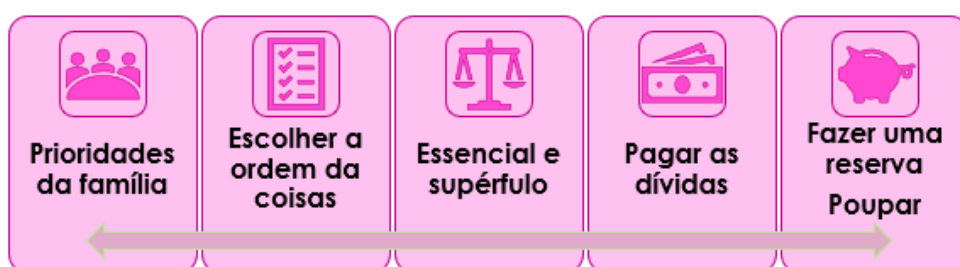 Prioridades
da família
Escolher a
ordem da
coisas
Essencial e
supérfulo
Pagar as
dívidas
Fazer uma
reserva
Poupar